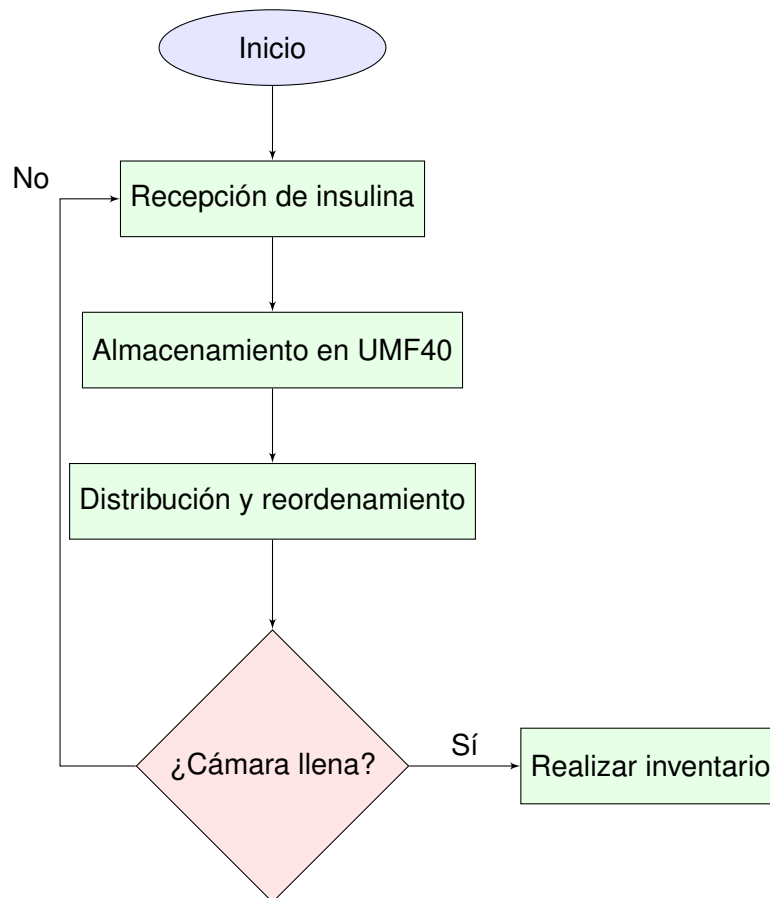 Inicio
No
Recepción de insulina
Almacenamiento en UMF40
Distribución y reordenamiento
¿Cámara llena?
Sí
Realizar inventario